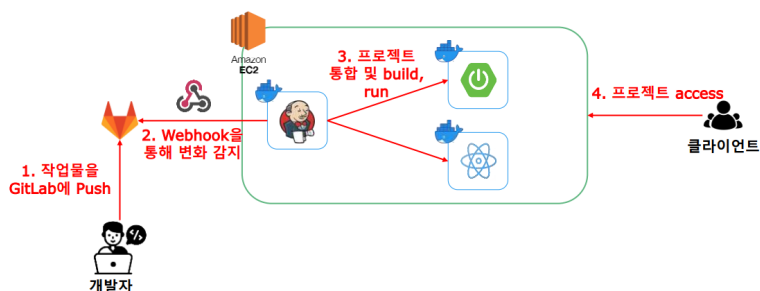 Amazon
EC2
3. 프로젝트
통합 및 build,
run
4. 프로젝트 access
클라이언트
2. Webhook을
통해 변화 감지
1. 작업물을
GitLab에 Push
개발자